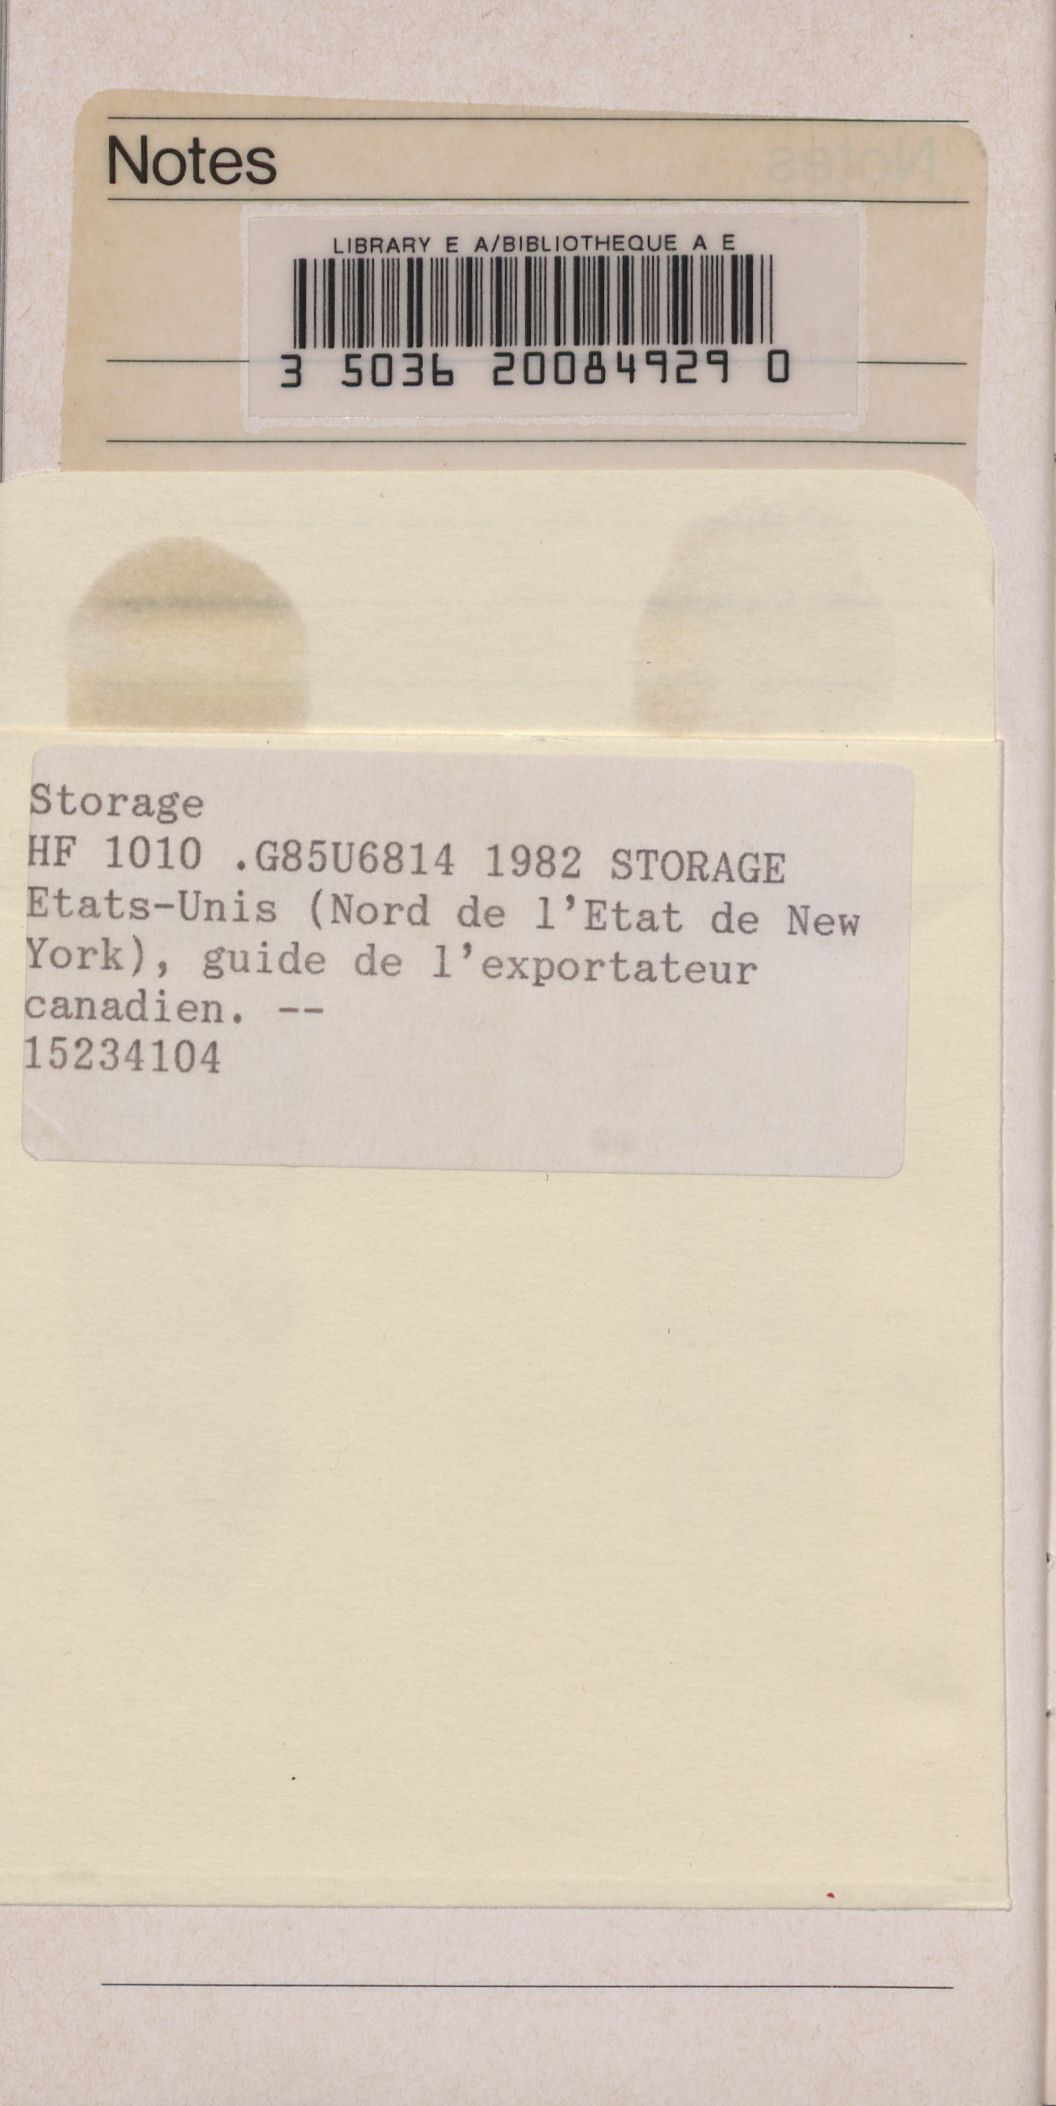 Notes
LIBRARY E A/BIBLIOTHEQUE A E
3 5036 20084929 0
Storage
HF 1010 .G85U6814 1982 STORAGE
Etats-Unis (Nord de l'Etat de New
York), guide de l'exportateur
canadien. --
15234104